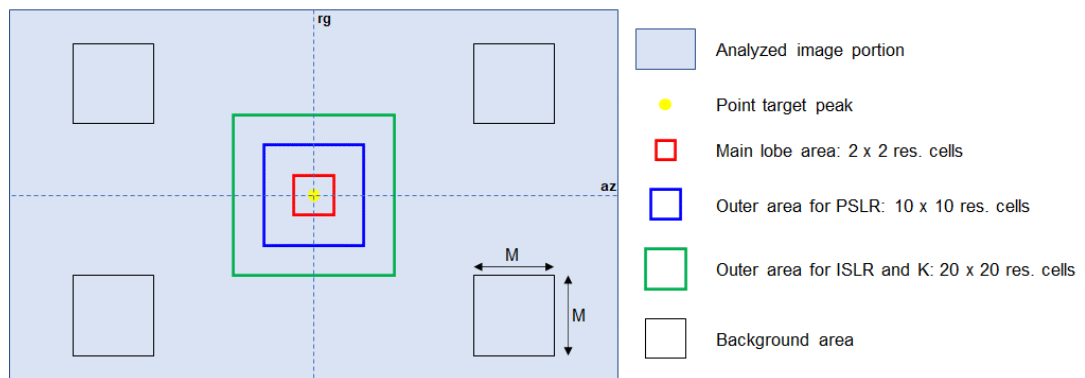 rg
az
M
M
Analyzed image portion
Point target peak
Main lobe area: 2 x 2 res. cells
Outer area for PSLR: 10 x 10 res. cells
Outer area for ISLR and K: 20 x 20 res. cells
Background area